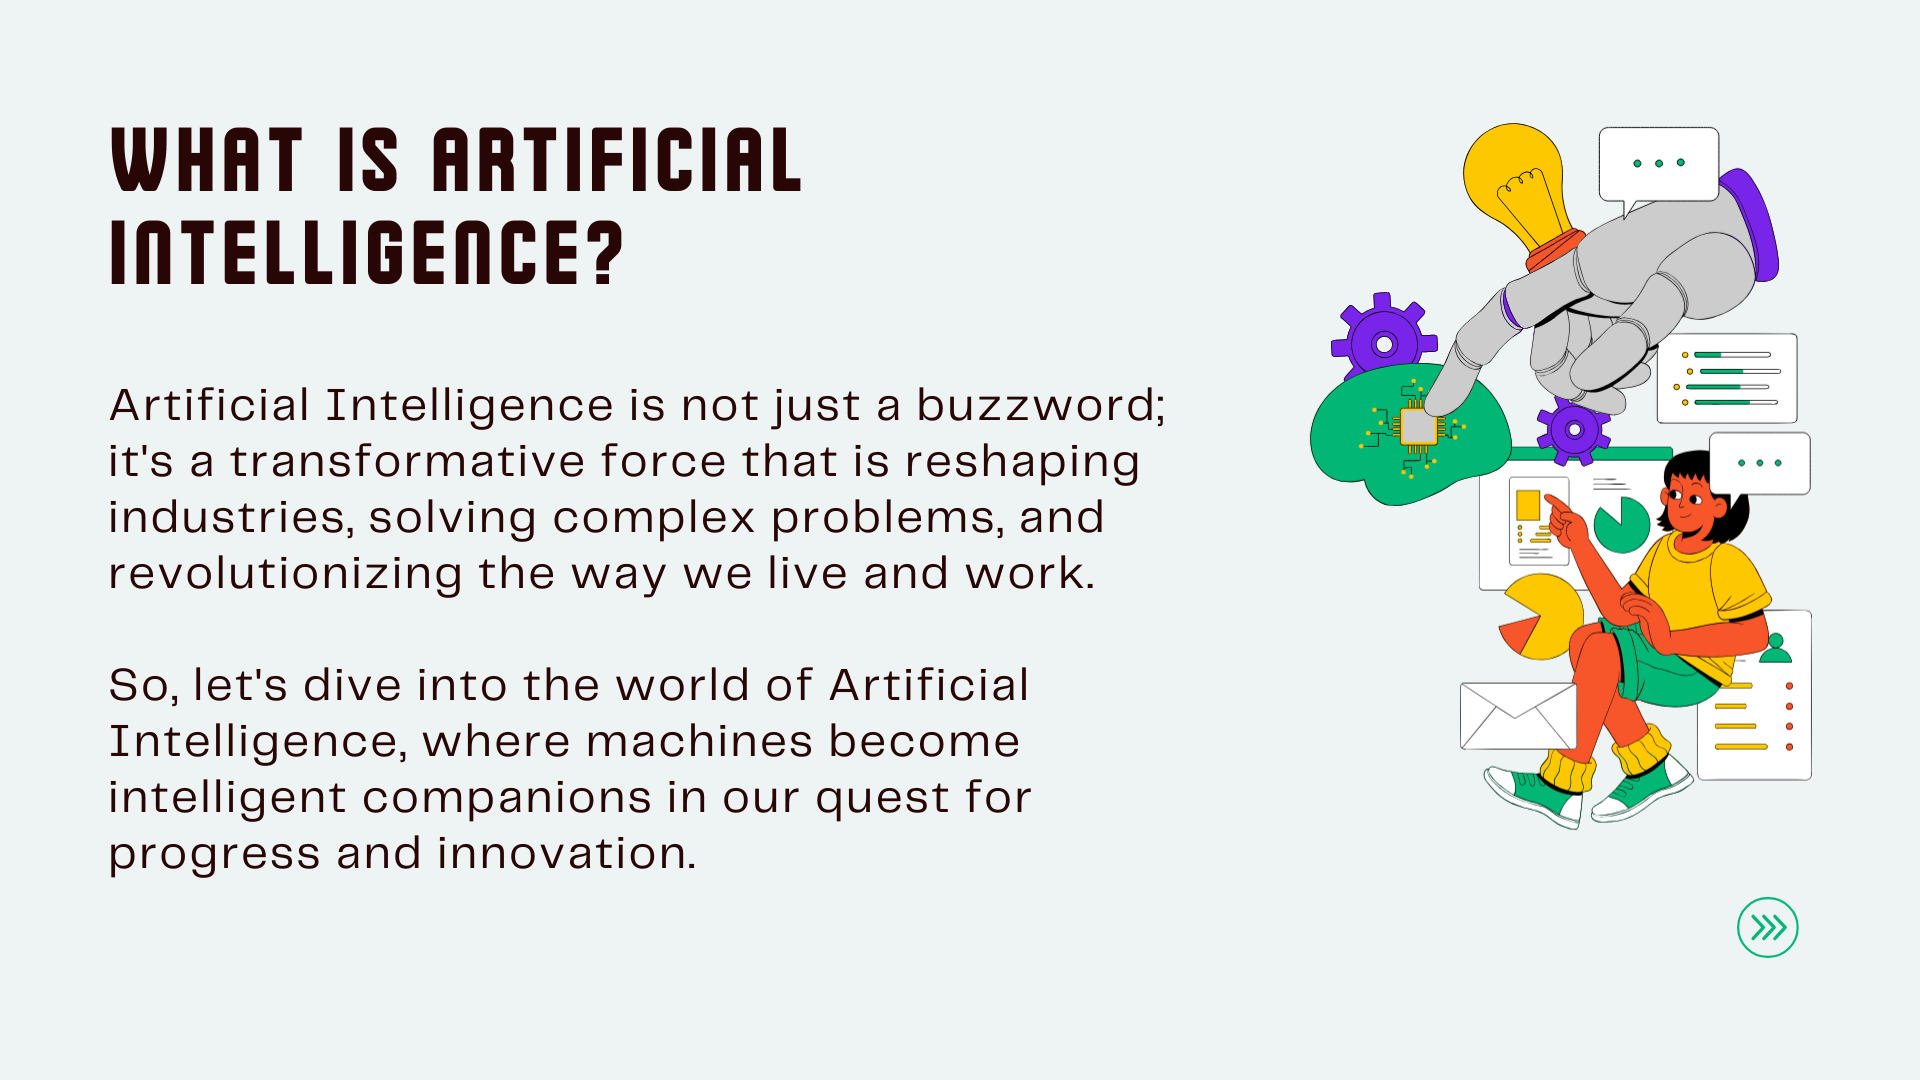 WHAT IS ARTIFICIAL
INTELLIGENCE?
Artificial Intelligence is not just a buzzword;
it's a transformative force that is reshaping
industries, solving complex problems, and
revolutionizing the way we live and work.
So, let's dive into the world of Artificial
Intelligence, where machines become
intelligent companions in our quest for
progress and innovation.